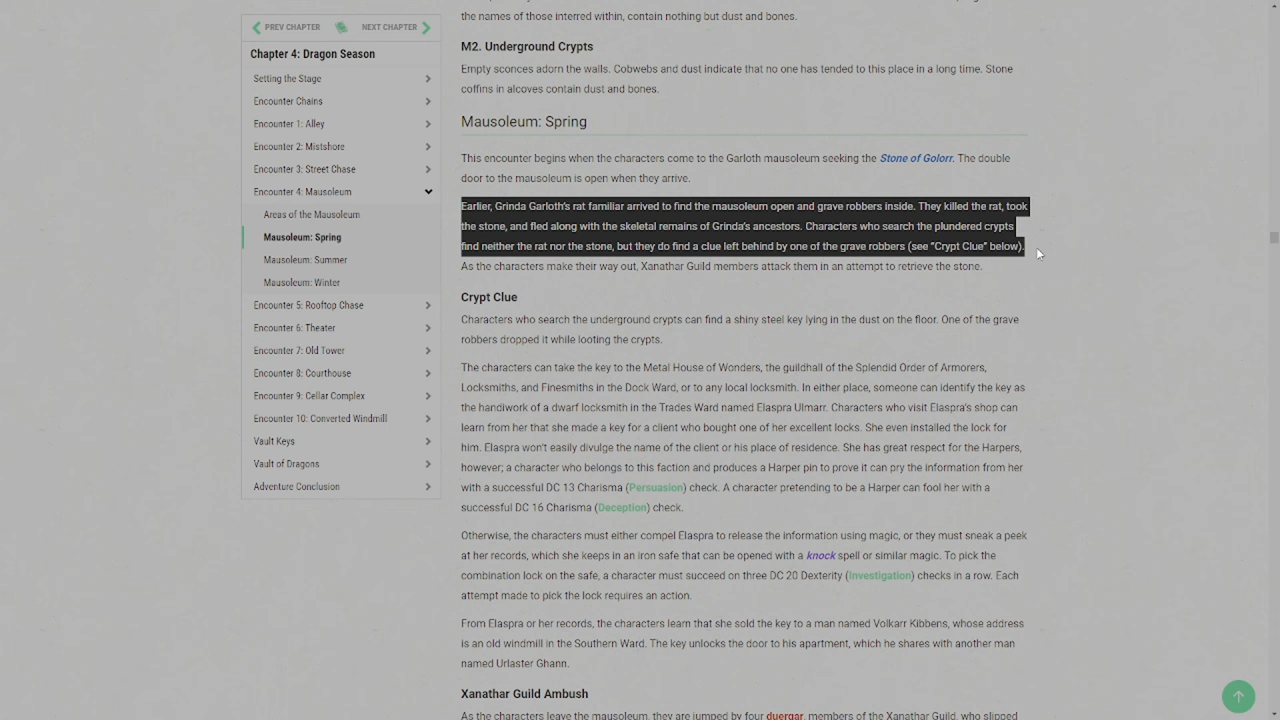 PREV CHAPTER
NEXT CHAPTER
Chapter 4: Dragon Season
Setting the Stage
Encounter Chains
Encounter 1: Alley
Encounter 2: Mistshore
Encounter 3: Street Chase
Encounter 4: Mausoleum
Areas of the Mausoleum
Mausoleum: Spring
Mausoleum: Summer
Mausoleum: Winter
Encounter 5: Rooftop Chase
Encounter 6: Theater
Encounter 7: Old Tower
Encounter 8: Courthouse
Encounter 9: Cellar Complex
Encounter 10: Converted Windmill
Vault Keys
Vault of Dragons
Adventure Conclusion
the names of those interred within, contain nothing but dust and bones.
M2. Underground Crypts
Empty sconces adorn the walls. Cobwebs and dust indicate that no one has tended to this place in a long time. Stone
coffins in alcoves contain dust and bones.
Mausoleum: Spring
This encounter begins when the characters come to the Garloth mausoleum seeking the Stone of Golorr. The double
door to the mausoleum is open when they arrive.
Earlier, Grinda Garloth's rat familiar arrived to find the mausoleum open and grave robbers inside. They killed the rat, took
the stone, and fled along with the skeletal remains of Grinda's ancestors. Characters who search the plundered crypts
find neither the rat nor the stone, but they do find a clue left behind by one of the grave robbers (see "Crypt Clue" below).
As the characters make their way out, Xanathar Guild members attack them in an attempt to retrieve the stone.
Crypt Clue
Characters who search the underground crypts can find a shiny steel key lying in the dust on the floor. One of the grave
robbers dropped it while looting the crypts.
The characters can take the key to the Metal House of Wonders, the guildhall of the Splendid Order of Armorers,
Locksmiths, and Finesmiths in the Dock Ward, or to any local locksmith. In either place, someone can identify the key as
the handiwork of a dwarf locksmith in the Trades Ward named Elaspra Ulmarr. Characters who visit Elaspra's shop can
learn from her that she made a key for a client who bought one of her excellent locks. She even installed the lock for
him. Elaspra won't easily divulge the name of the client or his place of residence. She has great respect for the Harpers,
however; a character who belongs to this faction and produces a Harper pin to prove it can pry the information from her
with a successful DC 13 Charisma (Persuasion) check. A character pretending to be a Harper can fool her with a
successful DC 16 Charisma (Deception) check.
Otherwise, the characters must either compel Elaspra to release the information using magic, or they must sneak a peek
at her records, which she keeps in an iron safe that can be opened with a knock spell or similar magic. To pick the
combination lock on the safe, a character must succeed on three DC 20 Dexterity (Investigation) checks in a row. Each
attempt made to pick the lock requires an action.
From Elaspra or her records, the characters learn that she sold the key to a man named Volkarr Kibbens, whose address
is an old windmill in the Southern Ward. The key unlocks the door to his apartment, which he shares with another man
named Urlaster Ghann.
Xanathar Guild Ambush
As the characters leave the mausoleum, they are jumped by four duergar, members of the Xanathar Guild, who slipped